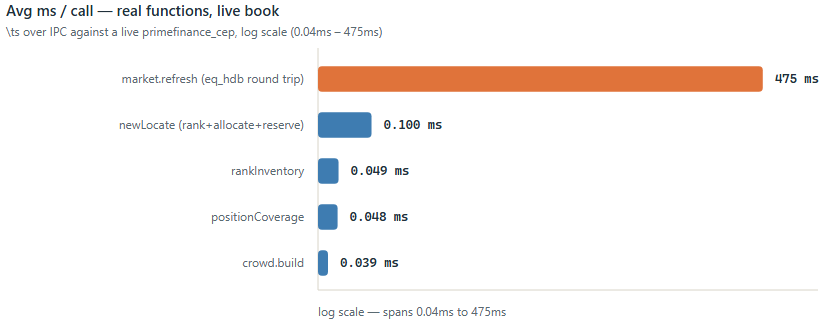 Avg ms / call — real functions, live book
\ts over IPC against a live primefinance_cep, log scale (0.04ms – 475ms)
market.refresh (eq_hdb round trip) 475 ms
newLocate (rank+allocate+reserve) 0.100 ms
rankInventory 0.049 ms
positionCoverage 0.048 ms
crowd.build 0.039 ms
log scale — spans 0.04ms to 475ms